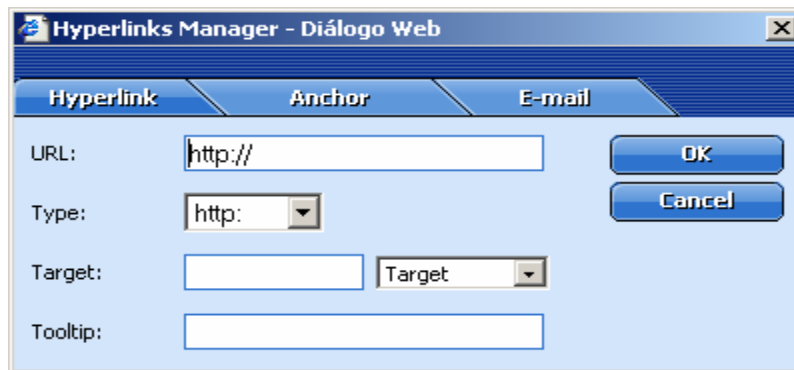 Hyperlinks Manager - Diálogo Web
Hyperlink Anchor E-mail
URL: http:// OK
Type: http: Cancel
Target: Target
Tooltip: